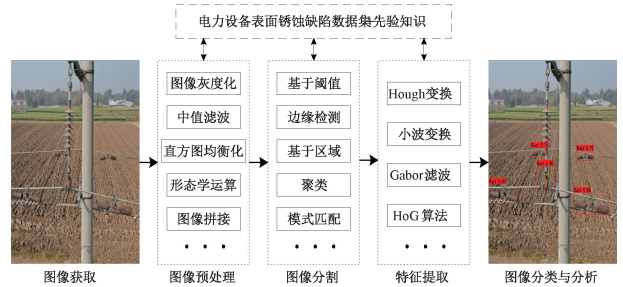 电力设备表面锈蚀缺陷数据集先验知识
图像灰度化
中值滤波
直方图均衡化
形态学运算
图像拼接
• • •
基于阈值
边缘检测
基于区域
聚类
模式匹配
• • •
Hough变换
小波变换
Gabor滤波
HoG 算法
• • •
图像获取
图像预处理
图像分割
特征提取
图像分类与分析